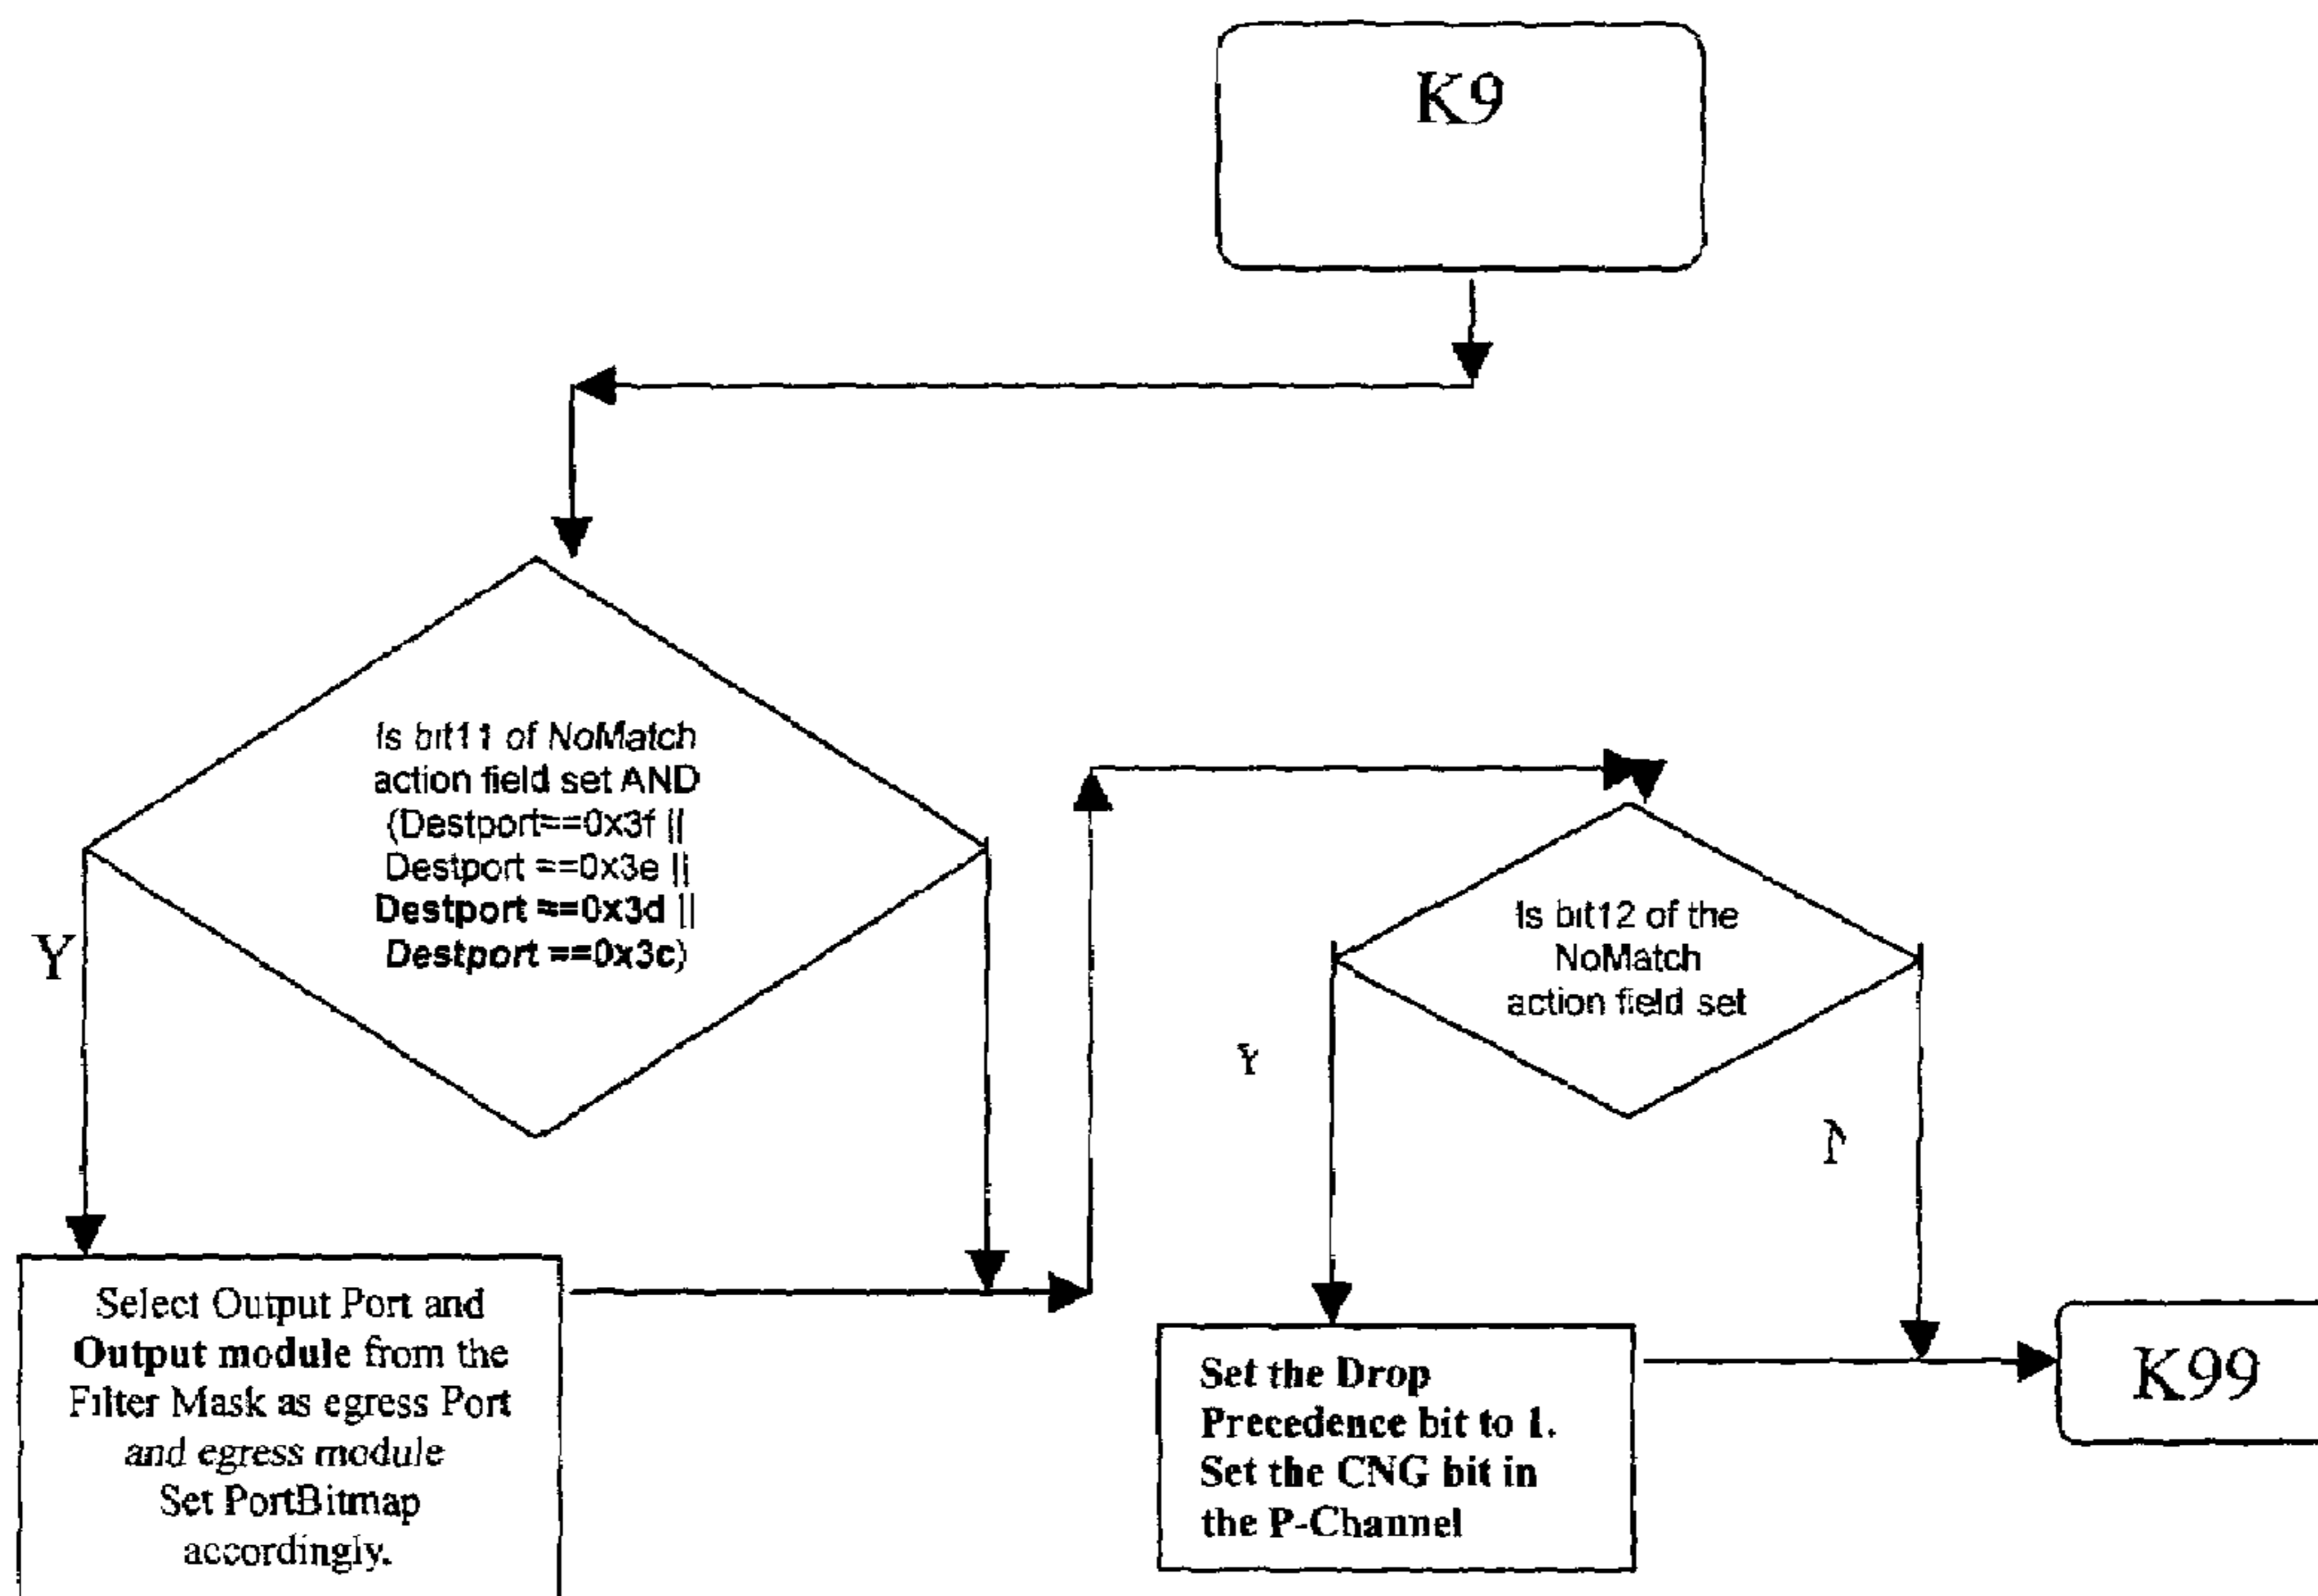 K9
Is bit11 of NoMatch
action field set AND
(Destport==0x3f ||
Destport ==0x3e ||
Destport ==0x3d ||
Destport ==0x3c)
Y
Select Output Port and
Output module from the
Filter Mask as egress Port
and egress module
Set PortBitmap
accordingly.
Is bit12 of the
NoMatch
action field set
Y
Set the Drop
Precedence bit to 1.
Set the CNG bit in
the P-Channel
K99